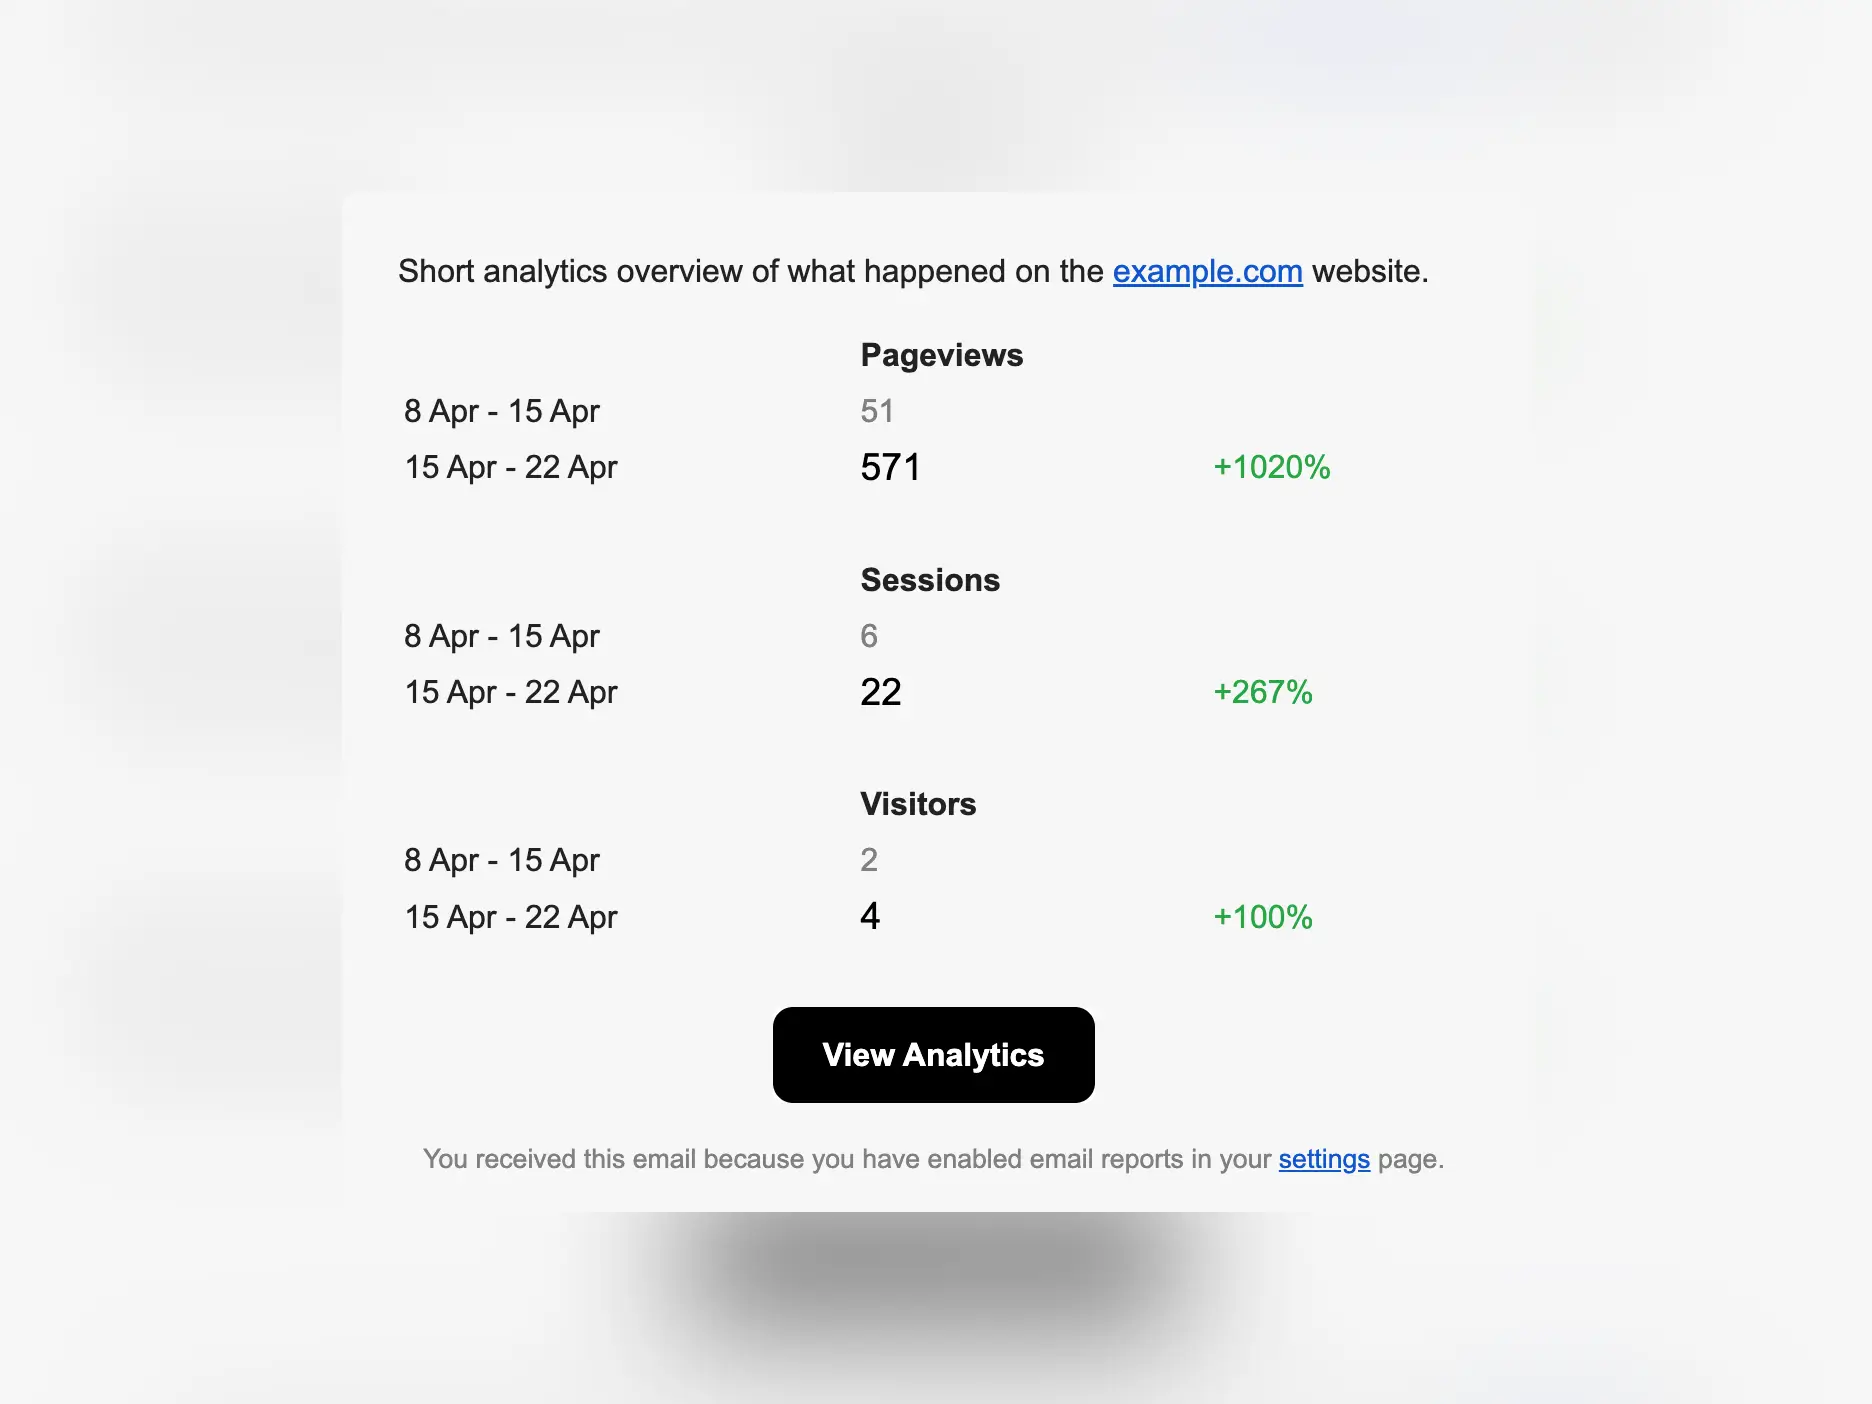 Short analytics overview of what happened on the example.com website.
Pageviews
8 Apr - 15 Apr 51
15 Apr - 22 Apr 571 +1020%
Sessions
8 Apr - 15 Apr 6
15 Apr - 22 Apr 22 +267%
Visitors
8 Apr - 15 Apr 2
15 Apr - 22 Apr 4 +100%
View Analytics
You received this email because you have enabled email reports in your settings page.